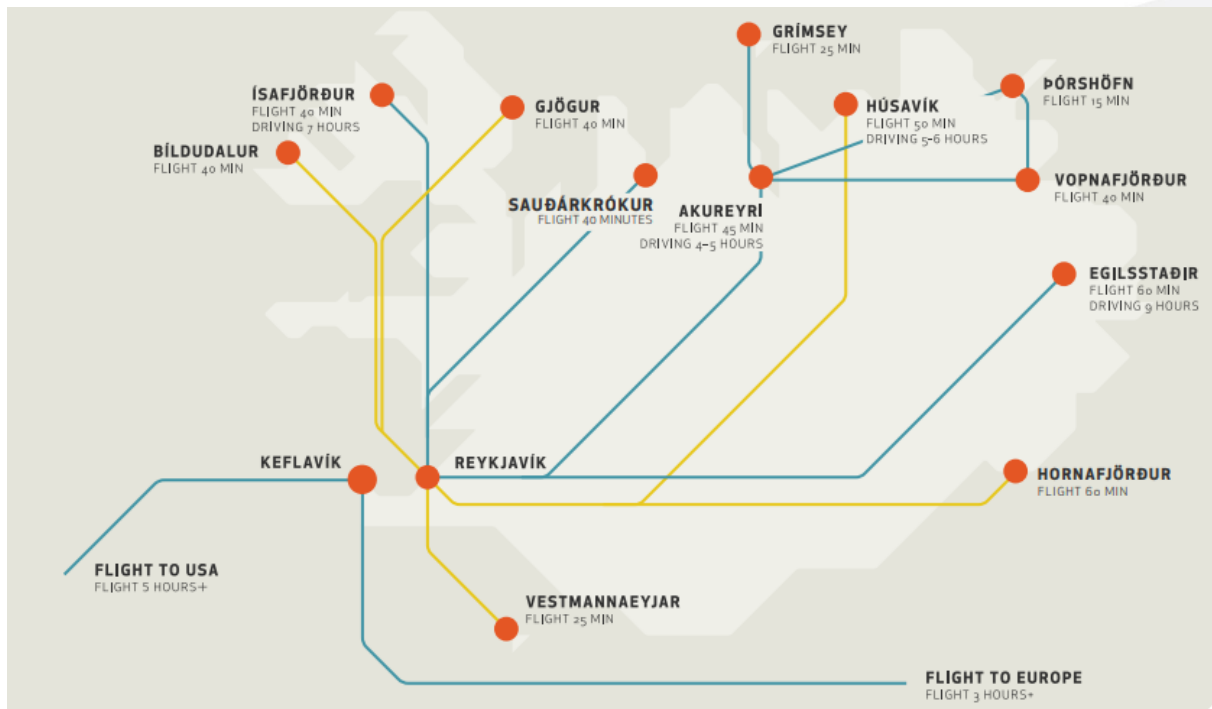 GRÍMSEY
FLIGHT 25 MIN
ÍSAFJÖRÐUR
FLIGHT 40 MIN
DRIVING 7 HOURS
GJÖGUR
FLIGHT 40 MIN
HÚSAVÍK
FLIGHT 50 MIN
DRIVING 5–6 HOURS
ÞÓRSHÖFN
FLIGHT 15 MIN
BÍLDUDALUR
FLIGHT 40 MIN
SAUÐÁRKRÓKUR
FLIGHT 40 MINUTES
AKUREYRI
FLIGHT 45 MIN
DRIVING 4–5 HOURS
VOPNAFJÖRÐUR
FLIGHT 40 MIN
EGILSSTAÐIR
FLIGHT 60 MIN
DRIVING 9 HOURS
KEFLAVÍK
REYKJAVÍK
HORNAFJÖRÐUR
FLIGHT 60 MIN
FLIGHT TO USA
FLIGHT 5 HOURS+
VESTMANNAEYJAR
FLIGHT 25 MIN
FLIGHT TO EUROPE
FLIGHT 3 HOURS+